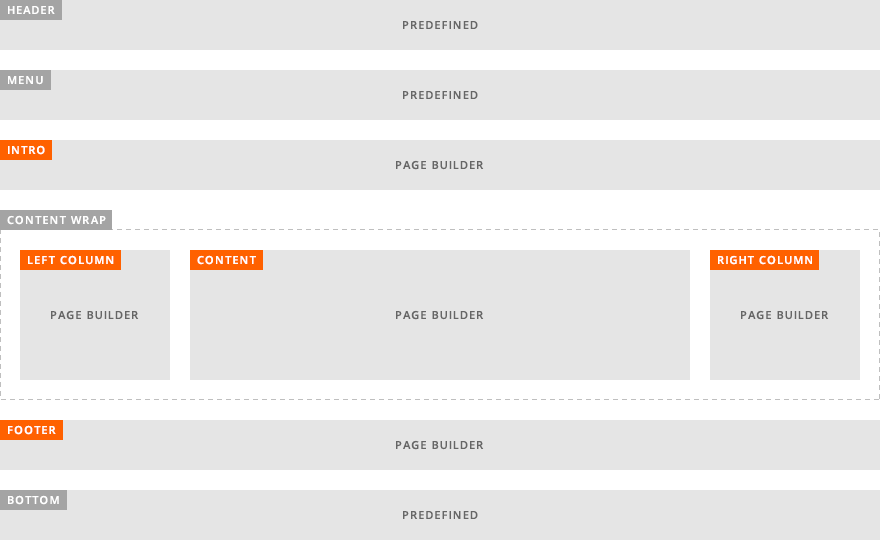 HEADER
PREDEFINED
MENU
PREDEFINED
INTRO
PAGE BUILDER
CONTENT WRAP
LEFT COLUMN
PAGE BUILDER
CONTENT
PAGE BUILDER
RIGHT COLUMN
PAGE BUILDER
FOOTER
PAGE BUILDER
BOTTOM
PREDEFINED